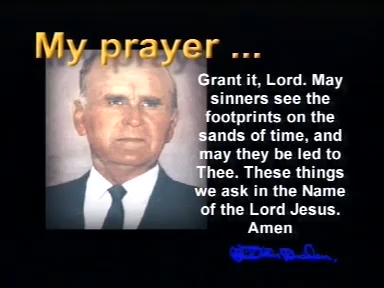 My prayer ...
Grant it, Lord. May
sinners see the
footprints on the
sands of time, and
may they be led to
Thee. These things
we ask in the Name
of the Lord Jesus.
Amen